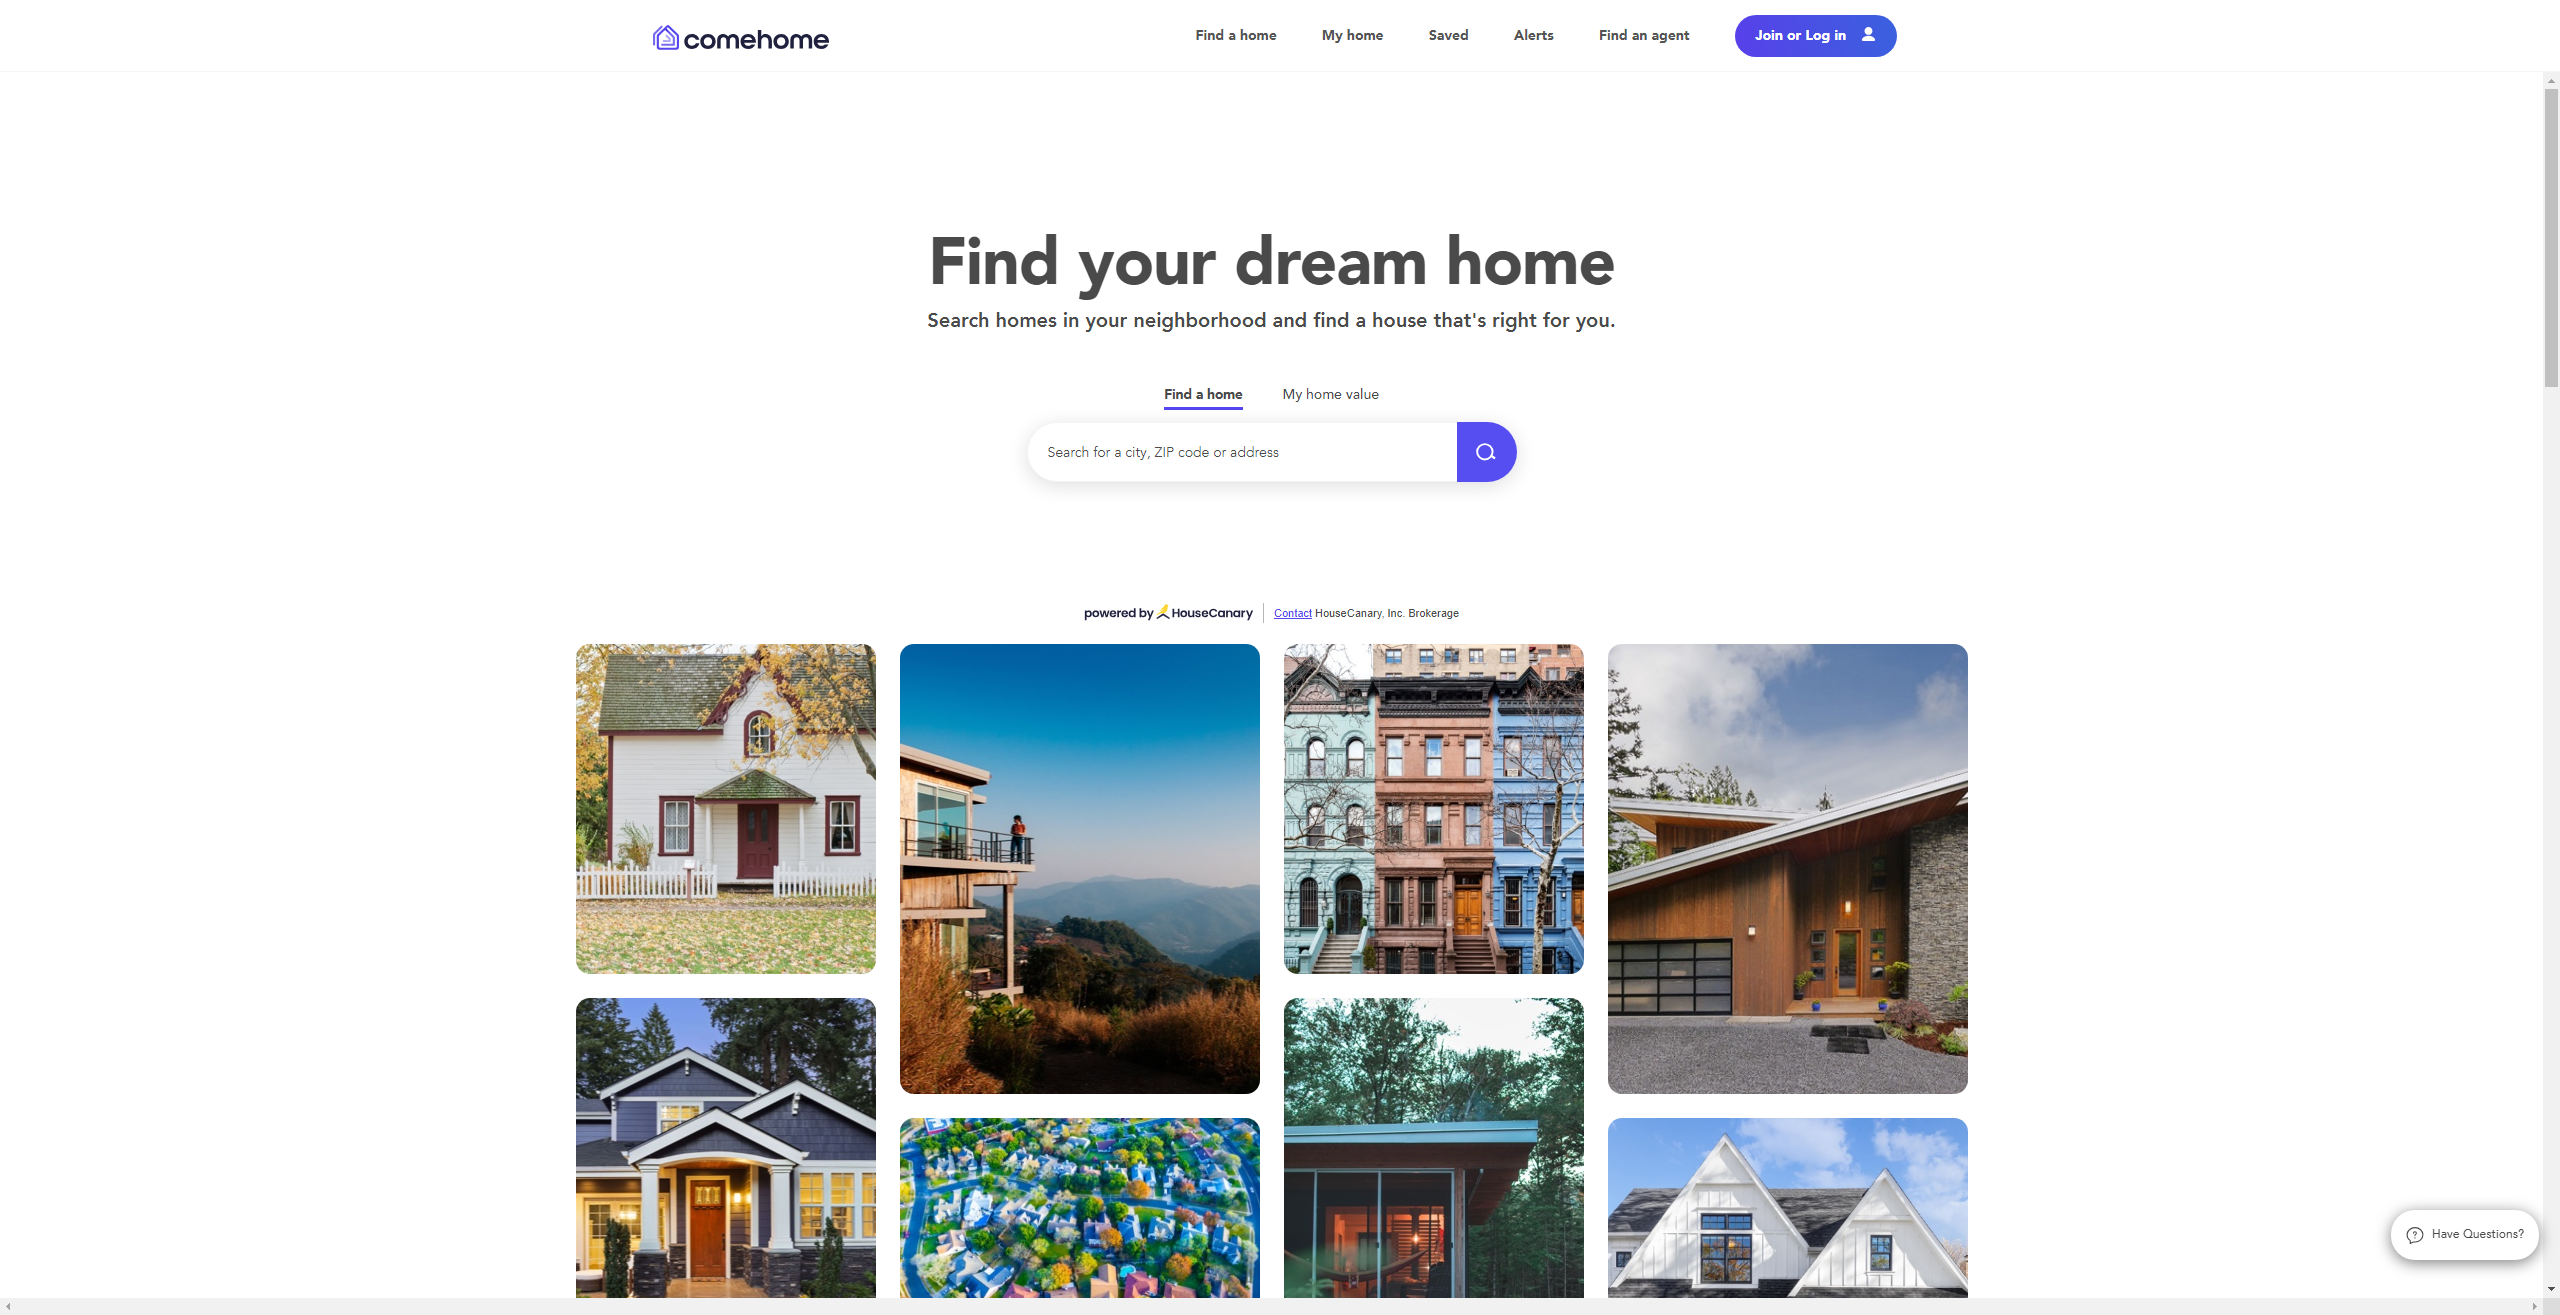 comehome
Find a home
My home
Saved
Alerts
Find an agent
Join or Log in
Find your dream home
Search homes in your neighborhood and find a house that's right for you.
Find a home
My home value
Search for a city, ZIP code or address
powered by HouseCanary
Contact HouseCanary, Inc. Brokerage
Have Questions?